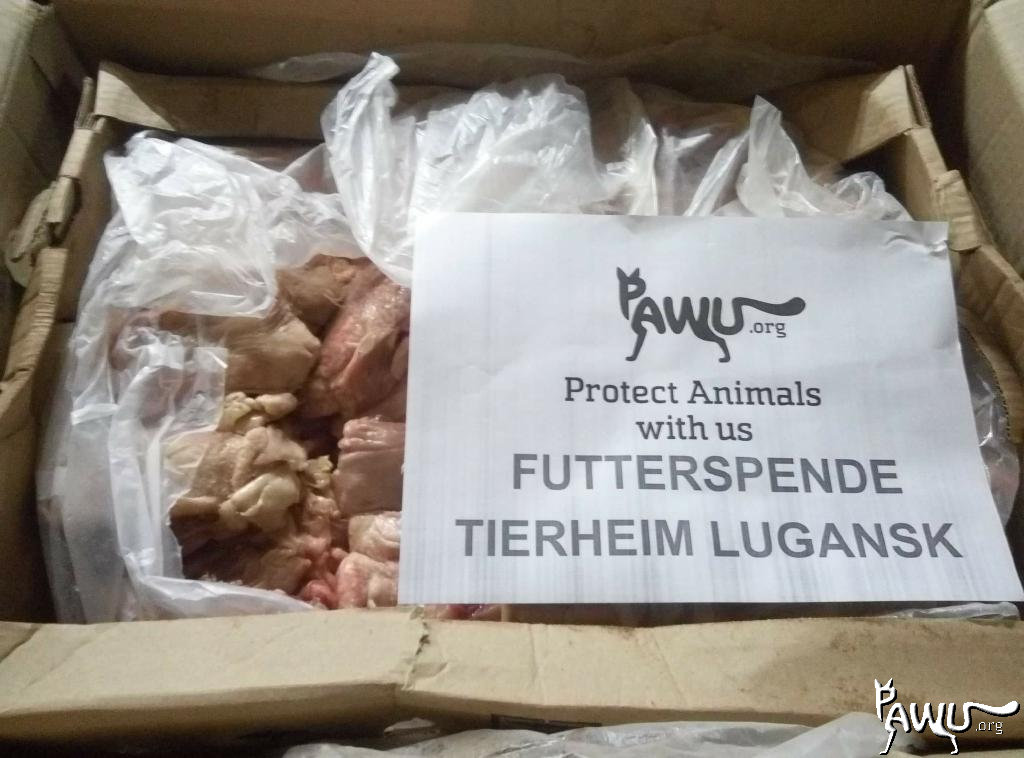 PAWU.org
Protect Animals
with us
FUTTERSPENDE
TIERHEIM LUGANSK
PAWU.org